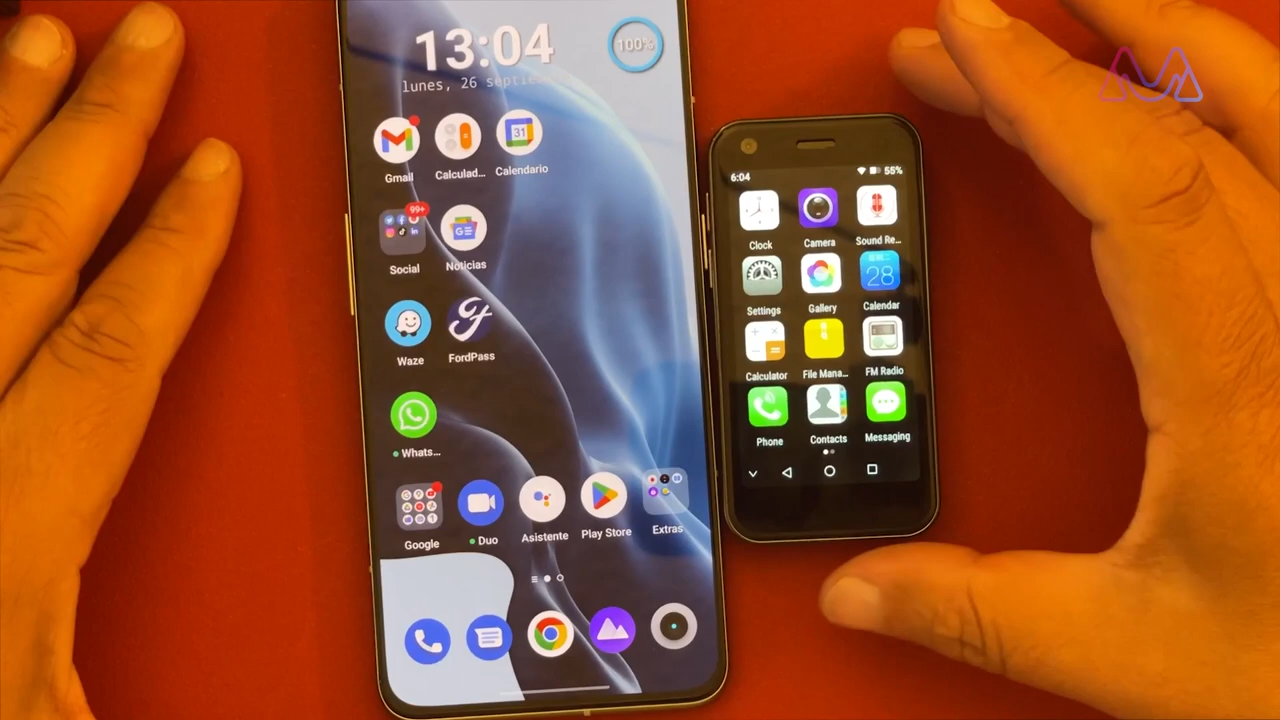 13:04
100%
lunes, 26 septie
Gmail
Calculad...
31
Calendario
99+
Social
Noticias
Waze
FordPass
Whats...
Google
Duo
Asistente
Play Store
Extras
6:04
55%
Clock
Camera
Sound Re...
28
Settings
Gallery
Calendar
Calculator
File Mana...
FM Radio
Phone
Contacts
Messaging